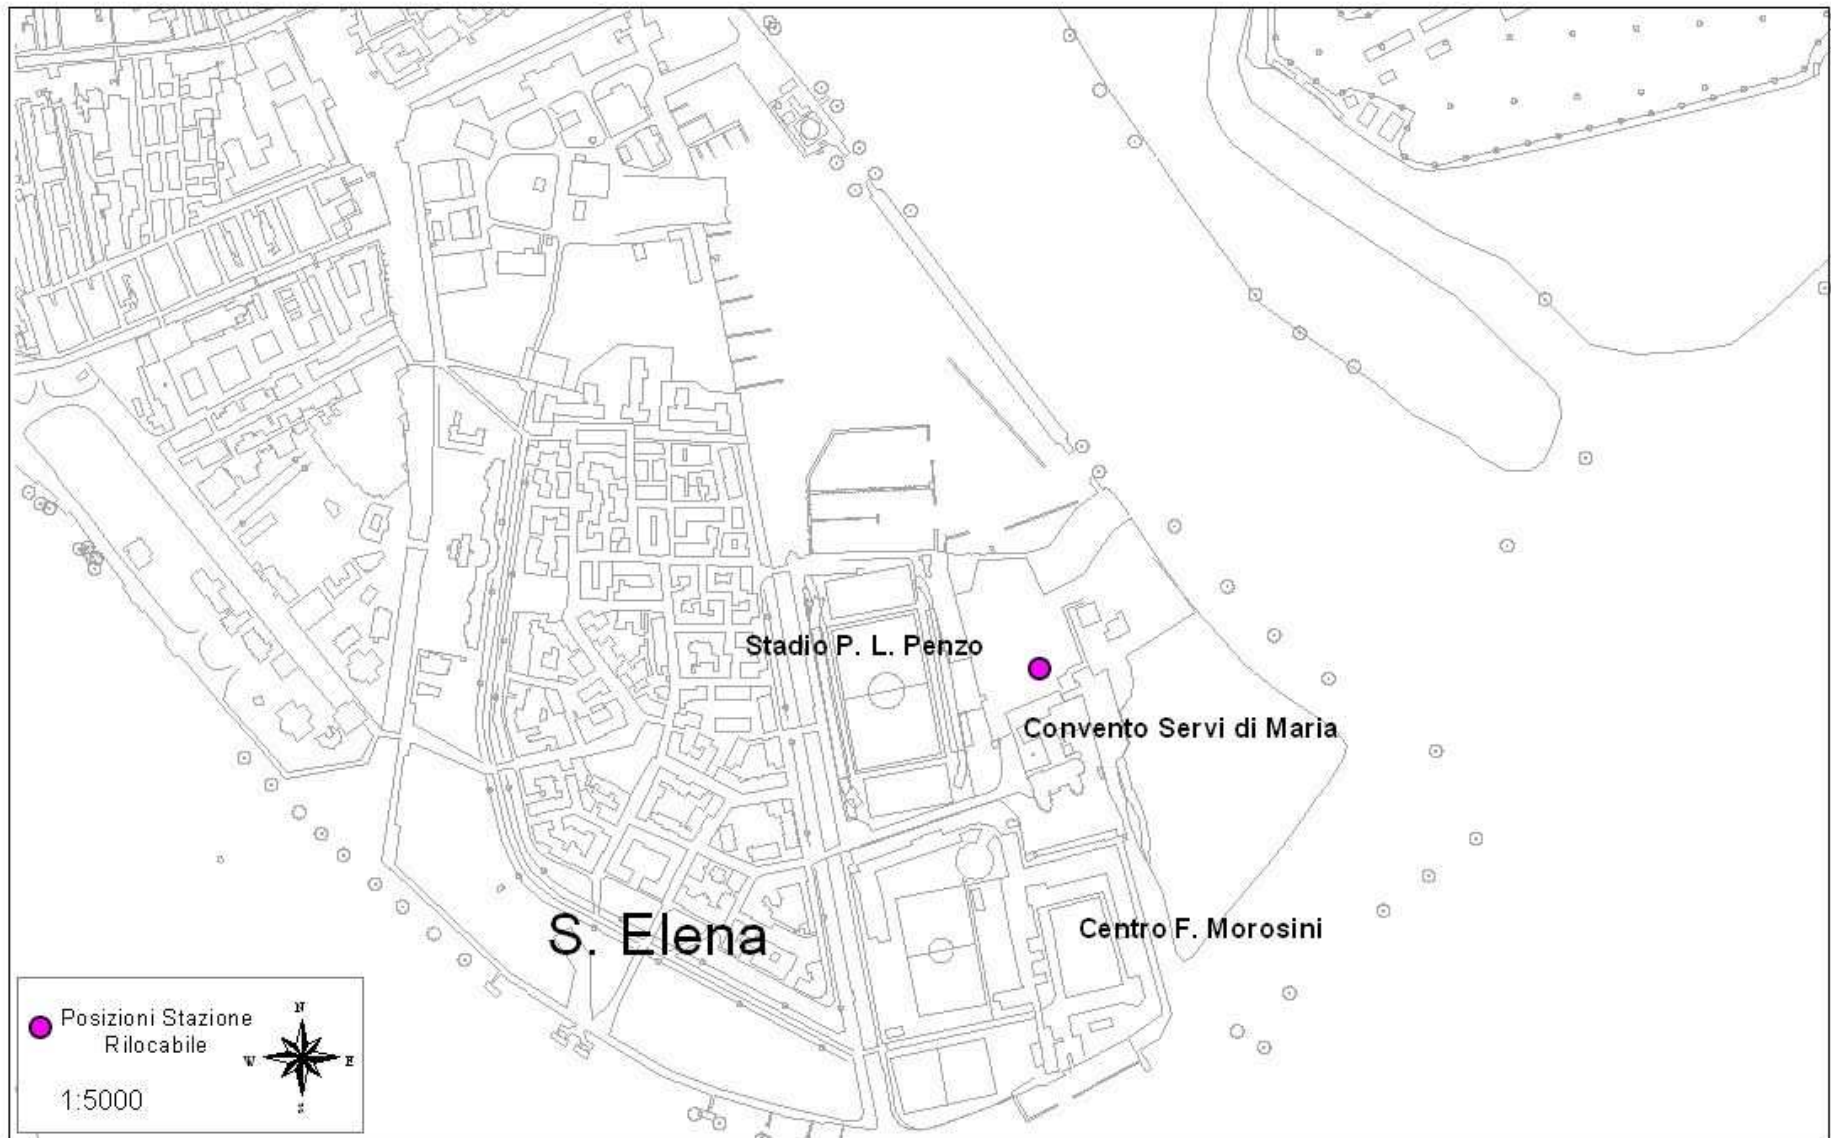 Stadio P. L. Penzo
Convento Servi di Maria
Centro F. Morosini
S. Elena
Posizioni Stazione
Rilocabile
N
W E
S
1:5000